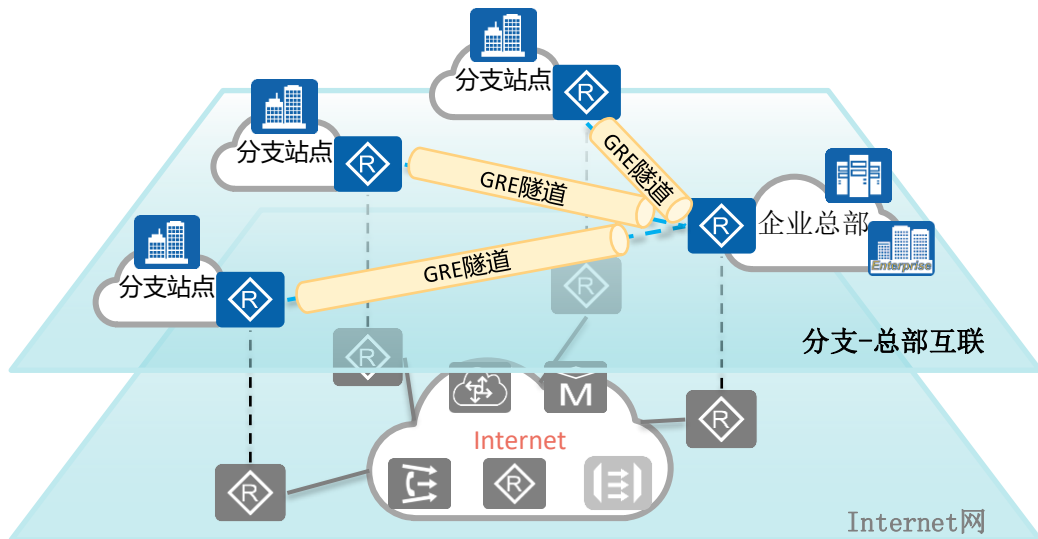 分支站点
R
分支站点
R
GRE隧道
GRE隧道
R
企业总部
Enterprise
分支站点
R
GRE隧道
R
分支-总部互联
R
M
R
Internet
R
R
Internet网